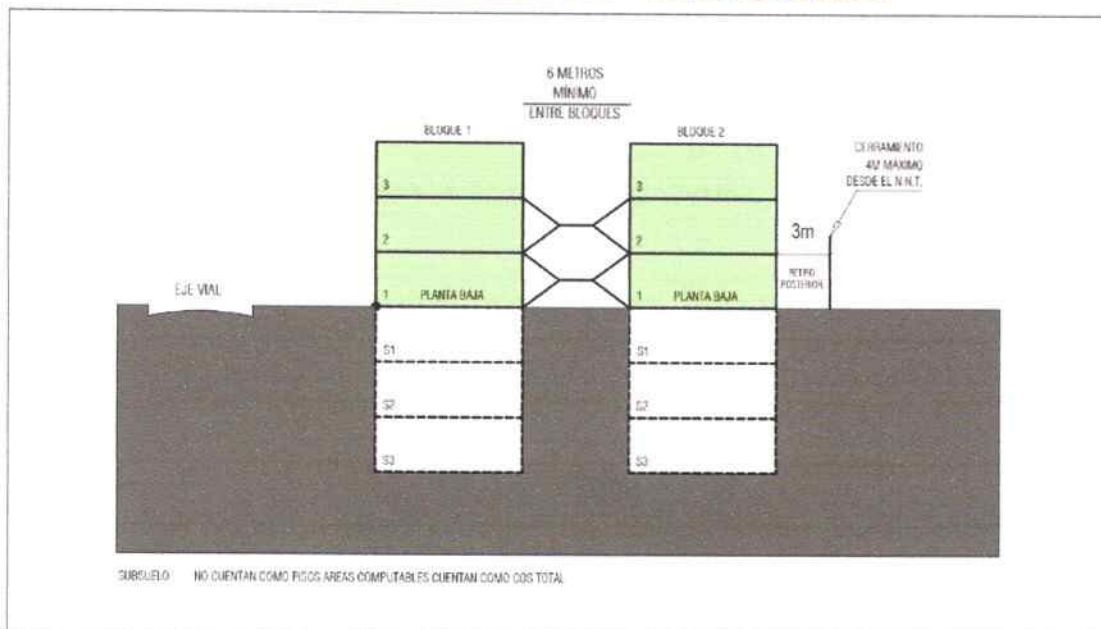 6 METROS
MÍNIMO
ENTRE BLOQUES
BLOQUE 1
BLOQUE 2
CERRAMIENTO
4M MAXIMO
DESDE EL N.N.T.
3
3
2
2
3m
RETIRO
POSTERIOR
EJE VIAL
1 PLANTA BAJA
1 PLANTA BAJA
S1
S1
S2
S2
S3
S3
SUBSUELO NO CUENTAN COMO PISOS AREAS COMPUTABLES CUENTAN COMO COS TOTAL